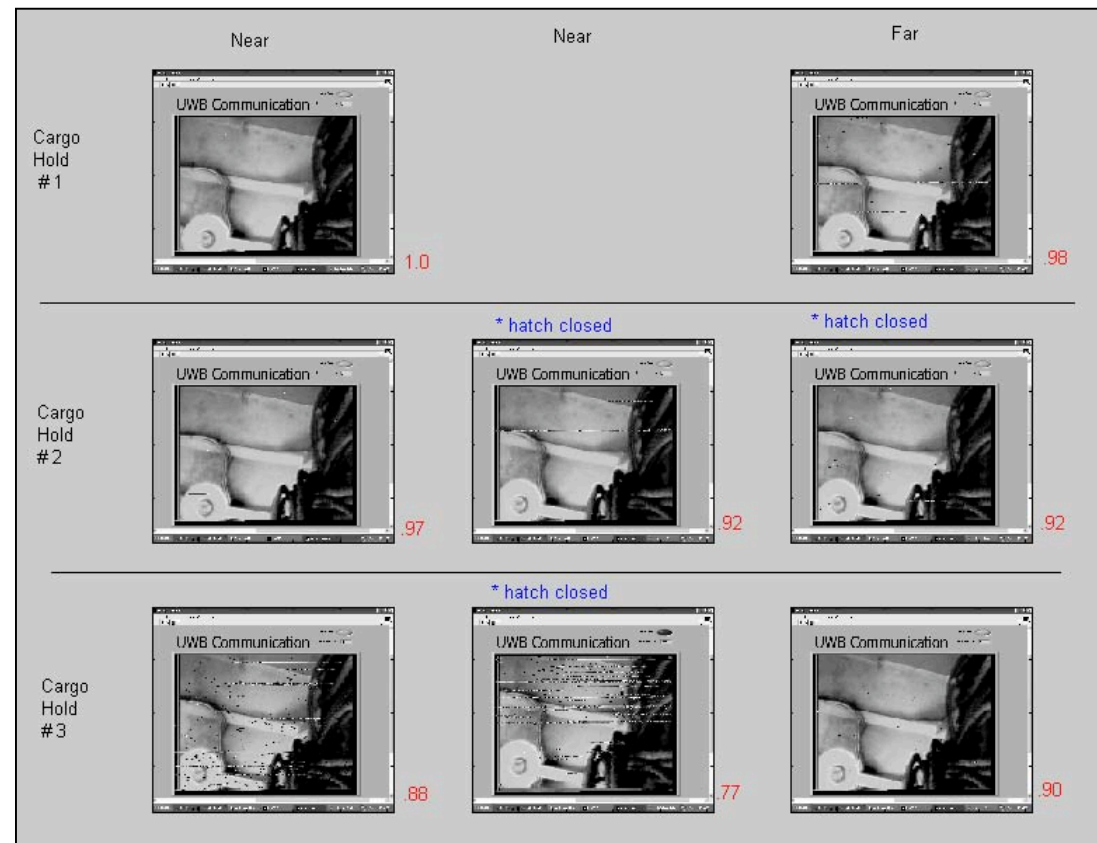 Near Near Far
Cargo
Hold
#1
UWB Communication
1.0
UWB Communication
.98
* hatch closed
* hatch closed
Cargo
Hold
#2
UWB Communication
.97
UWB Communication
.92
UWB Communication
.92
* hatch closed
Cargo
Hold
#3
UWB Communication
.88
UWB Communication
.77
UWB Communication
.90